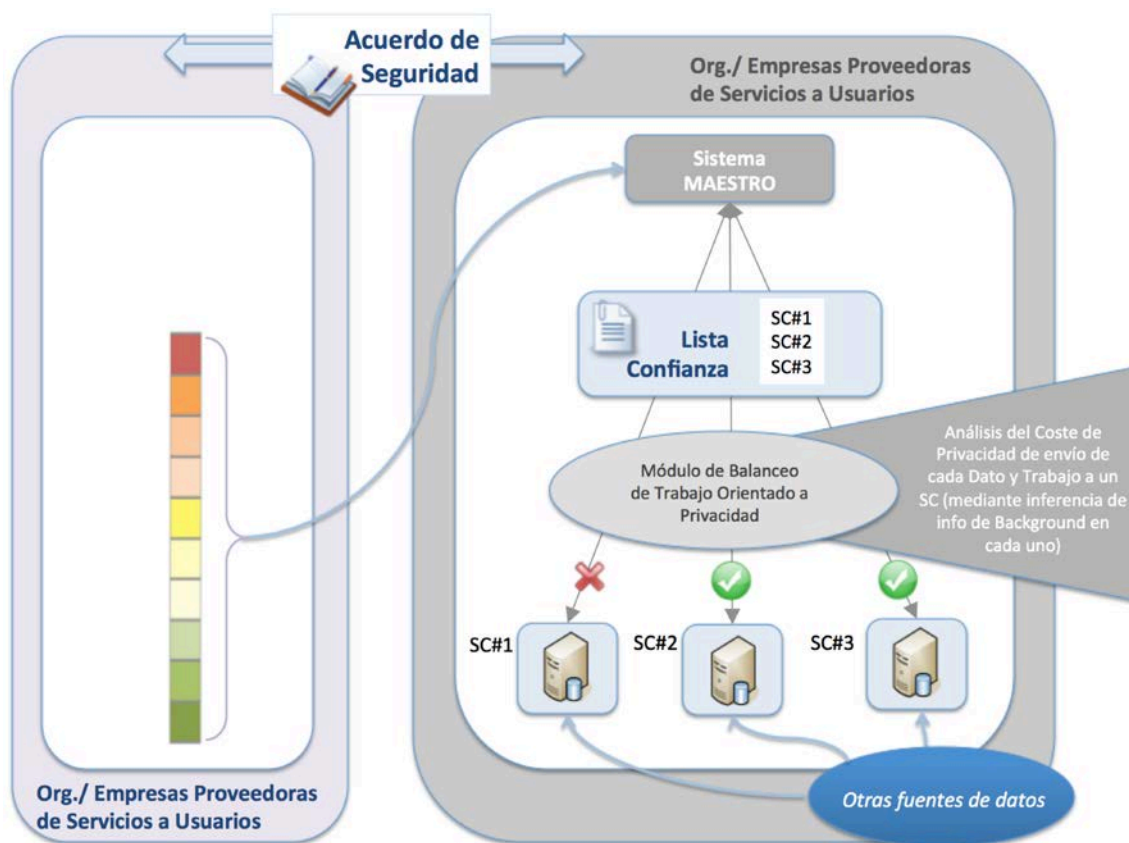 Acuerdo de
Seguridad
Org./ Empresas Proveedoras
de Servicios a Usuarios
Sistema
MAESTRO
Lista
Confianza
SC#1
SC#2
SC#3
Análisis del Coste de
Privacidad de envío de
cada Dato y Trabajo a un
SC (mediante inferencia de
info de Background en
cada uno)
Módulo de Balanceo
de Trabajo Orientado a
Privacidad
SC#1
SC#2
SC#3
Otras fuentes de datos
Org./ Empresas Proveedoras
de Servicios a Usuarios